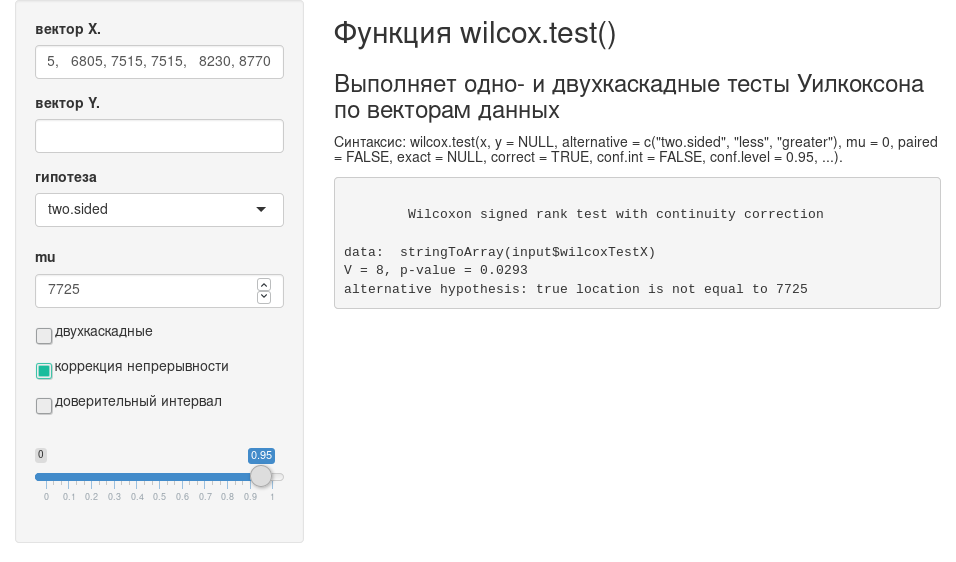 вектор X.
5,   6805, 7515, 7515,   8230, 8770
вектор Y.
гипотеза
two.sided
mu
7725
двухкаскадные
коррекция непрерывности
доверительный интервал
0
0.95
0 0.1 0.2 0.3 0.4 0.5 0.6 0.7 0.8 0.9 1
Функция wilcox.test()
Выполняет одно- и двухкаскадные тесты Уилкоксона
по векторам данных
Синтаксис: wilcox.test(x, y = NULL, alternative = c("two.sided", "less", "greater"), mu = 0, paired
= FALSE, exact = NULL, correct = TRUE, conf.int = FALSE, conf.level = 0.95, ...).
Wilcoxon signed rank test with continuity correction
data:  stringToArray(input$wilcoxTestX)
V = 8, p-value = 0.0293
alternative hypothesis: true location is not equal to 7725